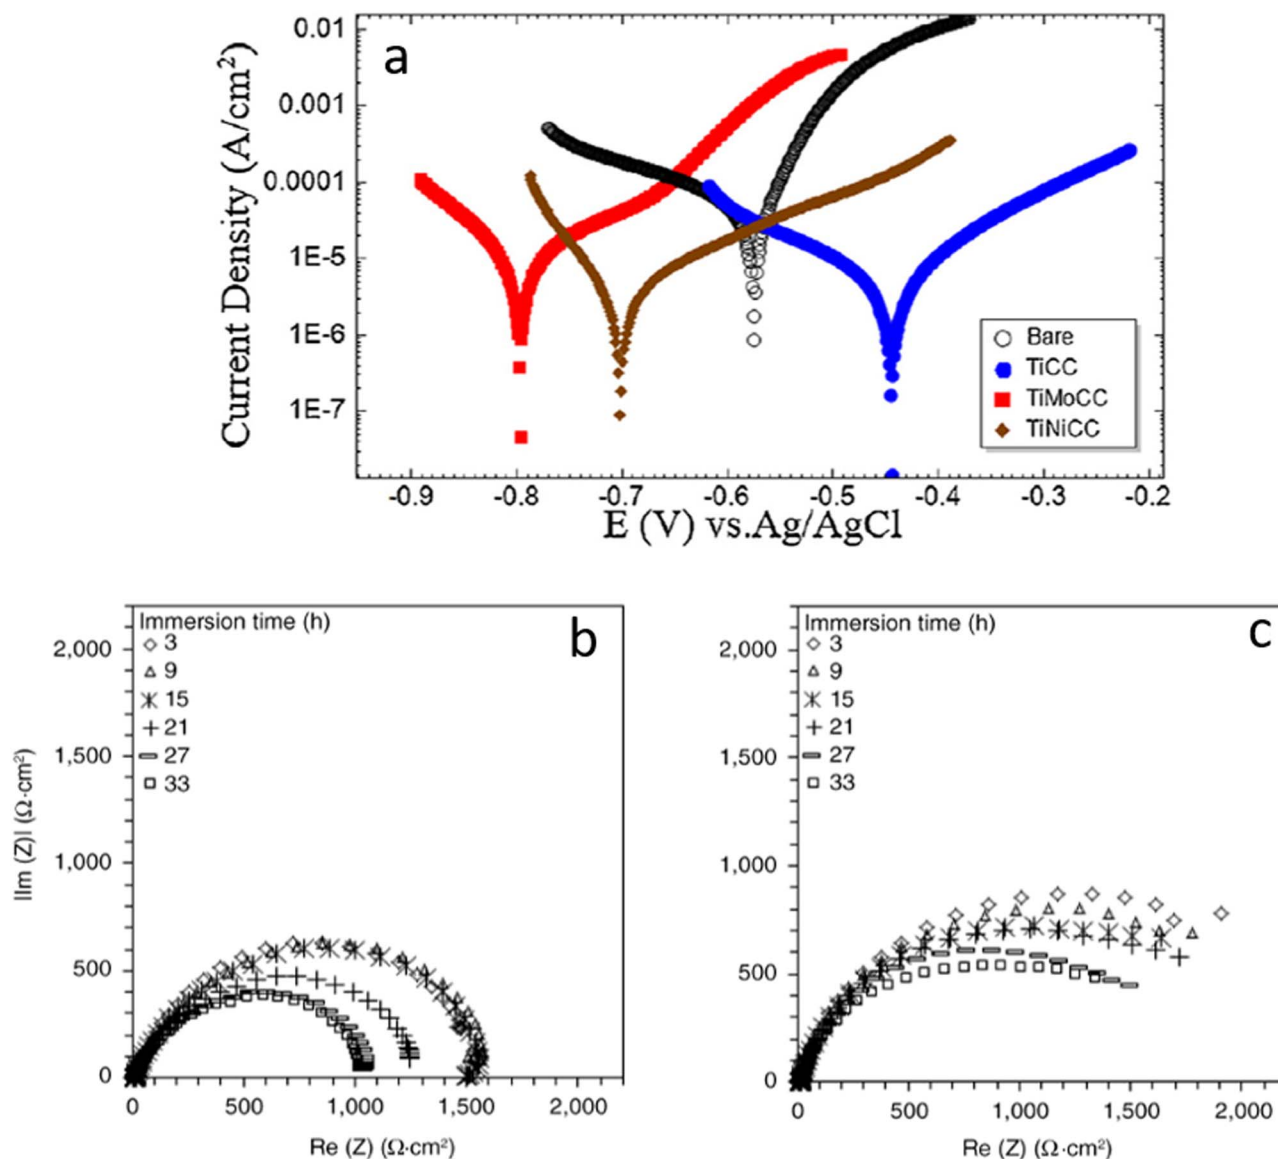 a
0.01
0.001
0.0001
1E-5
1E-6
1E-7
Current Density (A/cm²)
Bare
TiCC
TiMoCC
TiNiCC
-0.9 -0.8 -0.7 -0.6 -0.5 -0.4 -0.3 -0.2
E (V) vs.Ag/AgCl
b
Immersion time (h)
3
9
15
21
27
33
2,000
1,500
1,000
500
0
|Im (Z)| (Ω·cm²)
0 500 1,000 1,500 2,000
Re (Z) (Ω·cm²)
c
Immersion time (h)
3
9
15
21
27
33
2,000
1,500
1,000
500
0
0 500 1,000 1,500 2,000
Re (Z) (Ω·cm²)